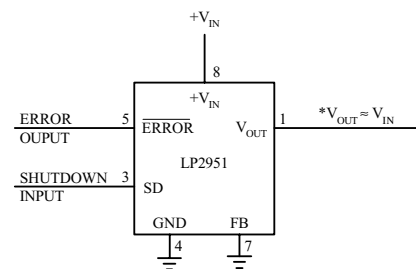 +V_IN
8
+V_IN
ERROR 5 ERROR V_OUT 1 *V_OUT ≈ V_IN
OUPUT
LP2951
SHUTDOWN 3 SD
INPUT
GND FB
4 7